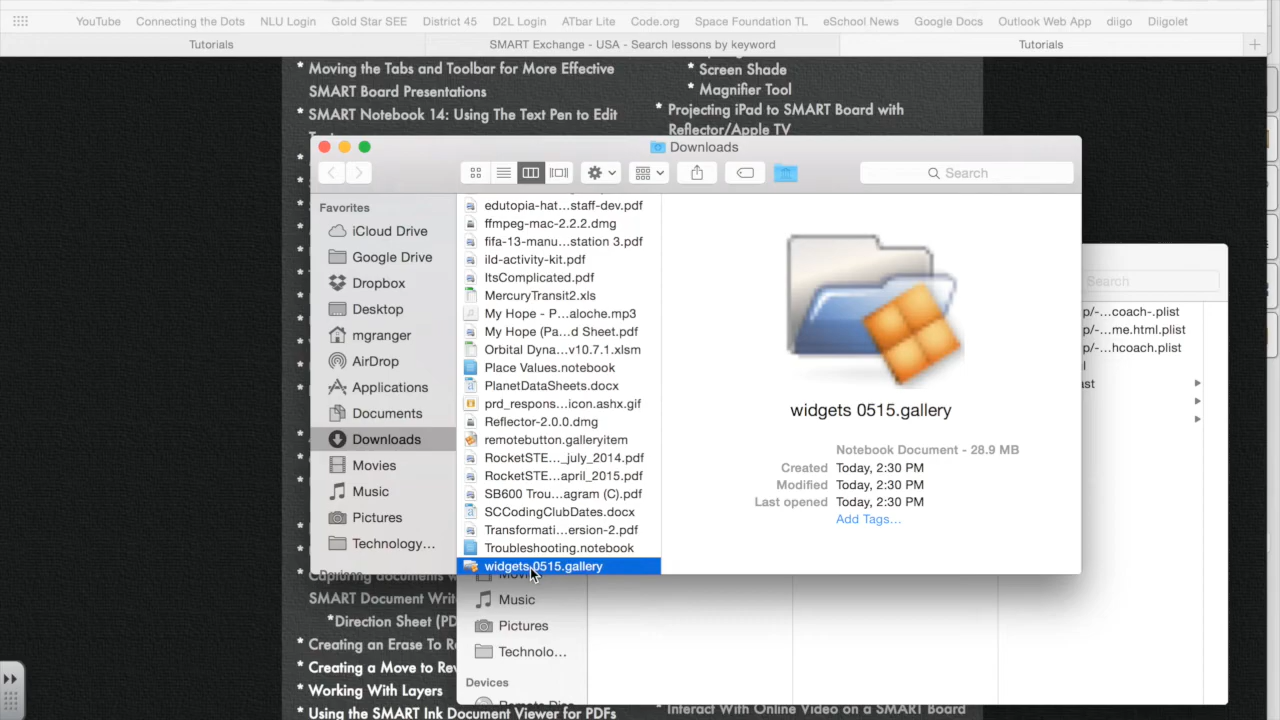 YouTube Connecting the Dots NLU Login Gold Star SEE District 45 D2L Login ATbar Lite Code.org Space Foundation TL eSchool News Google Docs Outlook Web App diigo Diigolet
Tutorials SMART Exchange - USA - Search lessons by keyword Tutorials
* Moving the Tabs and Toolbar for More Effective
SMART Board Presentations
* SMART Notebook 14: Using The Text Pen to Edit
* Screen Shade
* Magnifier Tool
* Projecting iPad to SMART Board with
Reflector/Apple TV
Downloads
Search
Favorites
iCloud Drive
Google Drive
Dropbox
Desktop
mgranger
AirDrop
Applications
Documents
Downloads
Movies
Music
Pictures
Technology...
edutopia-hat...staff-dev.pdf
ffmpeg-mac-2.2.2.dmg
fifa-13-manu...station 3.pdf
ild-activity-kit.pdf
ItsComplicated.pdf
MercuryTransit2.xls
My Hope - P...aloche.mp3
My Hope (Pa...d Sheet.pdf
Orbital Dyna...v10.7.1.xlsm
Place Values.notebook
PlanetDataSheets.docx
prd_respons...icon.ashx.gif
Reflector-2.0.0.dmg
remotebutton.galleryitem
RocketSTE..._july_2014.pdf
RocketSTE...april_2015.pdf
SB600 Trou...agram (C).pdf
SCCodingClubDates.docx
Transformati...ersion-2.pdf
Troubleshooting.notebook
widgets 0515.gallery
widgets 0515.gallery
Notebook Document - 28.9 MB
Created Today, 2:30 PM
Modified Today, 2:30 PM
Last opened Today, 2:30 PM
Add Tags...
Search
p/-...coach-.plist
p/-...me.html.plist
p/-...hcoach.plist
Music
Pictures
Technolo...
Devices
Capturing documents w
SMART Document Write
*Direction Sheet (PD
* Creating an Erase To Re
* Creating a Move to Rev
* Working With Layers
* Using the SMART Ink Document Viewer for PDFs
Interact With Online Video on a SMART Board